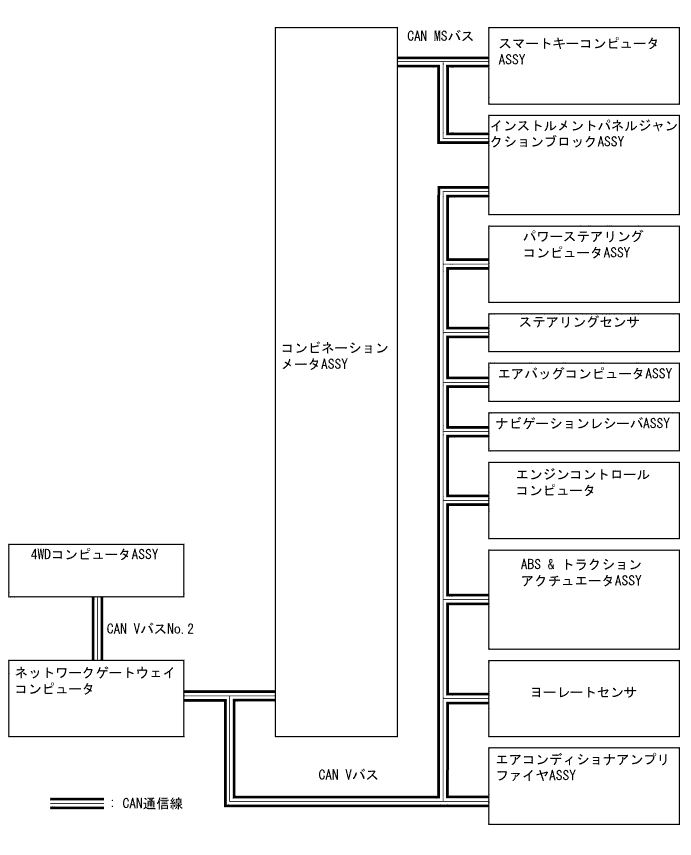 CAN MSバス
スマートキーコンピュータ
ASSY
インストルメントパネルジャン
クションブロックASSY
パワーステアリング
コンピュータASSY
ステアリングセンサ
コンビネーション
メータASSY
エアバッグコンピュータASSY
ナビゲーションレシーバASSY
エンジンコントロール
コンピュータ
4WDコンピュータASSY
ABS & トラクション
アクチュエータASSY
CAN VバスNo.2
ネットワークゲートウェイ
コンピュータ
ヨーレートセンサ
エアコンディショナアンプリ
ファイヤASSY
CAN Vバス
: CAN通信線